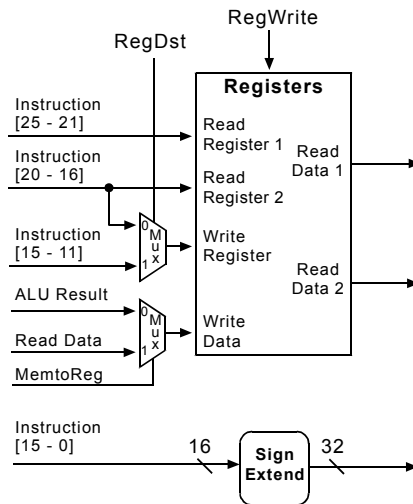 RegWrite
RegDst
Registers
Instruction
[25 - 21]
Read
Register 1
Read
Data 1
Instruction
[20 - 16]
Read
Register 2
0
M
u
x
1
Write
Register
Instruction
[15 - 11]
Read
Data 2
ALU Result
0
M
u
x
1
Write
Data
Read Data
MemtoReg
Instruction
[15 - 0]
16
Sign
Extend
32